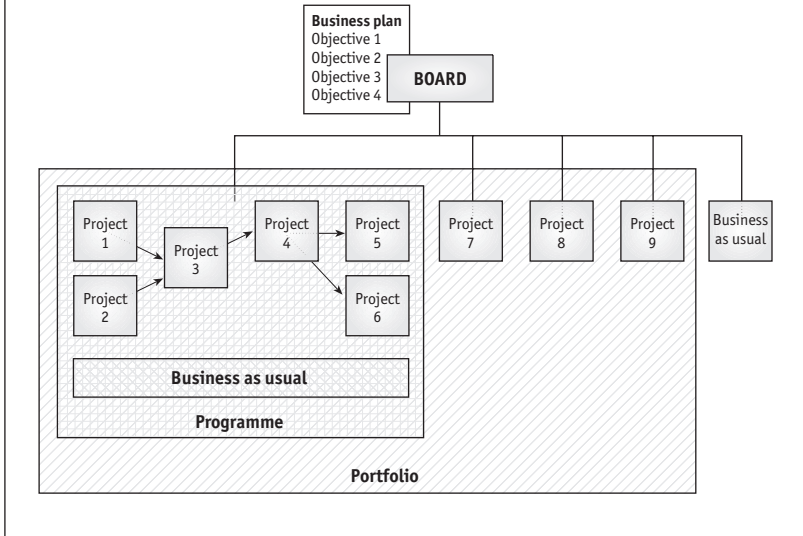 Business plan
Objective 1
Objective 2
Objective 3
Objective 4
BOARD
Project
1
Project
2
Project
3
Project
4
Project
5
Project
6
Project
7
Project
8
Project
9
Business
as usual
Business as usual
Programme
Portfolio